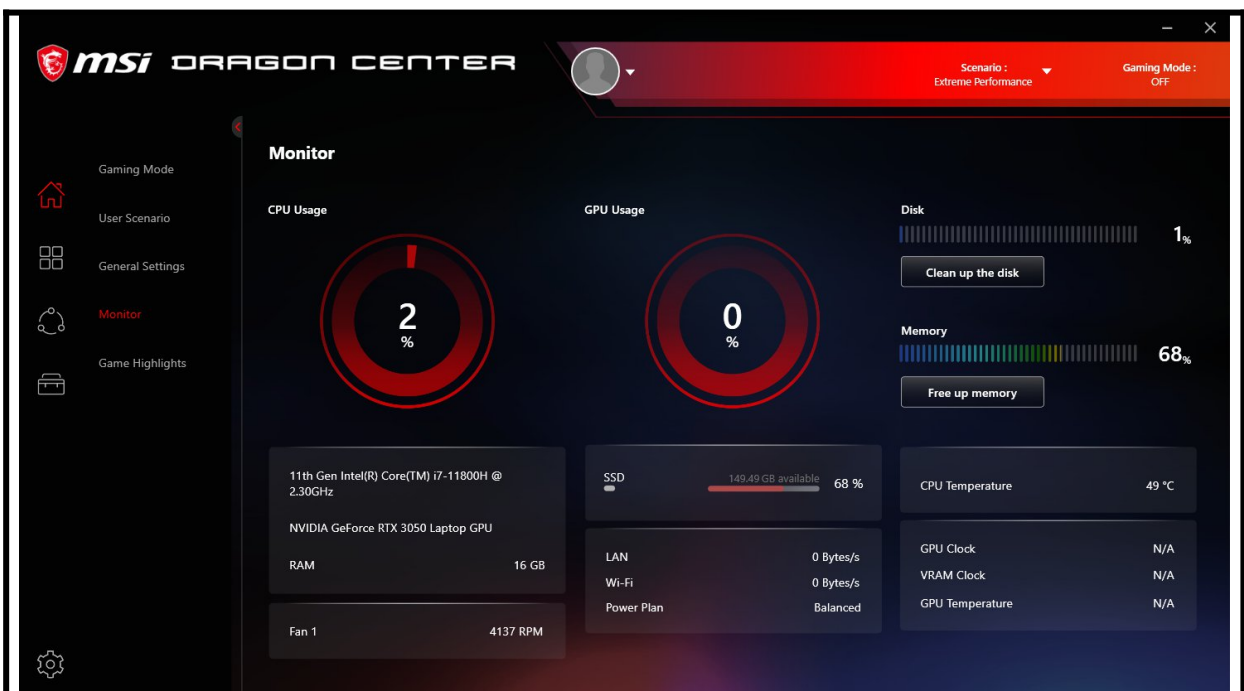 msi DRAGON CENTER
Scenario :
Extreme Performance
Gaming Mode :
OFF
Gaming Mode
User Scenario
General Settings
Monitor
Game Highlights
Monitor
CPU Usage
2
%
GPU Usage
0
%
Disk
1%
Clean up the disk
Memory
68%
Free up memory
11th Gen Intel(R) Core(TM) i7-11800H @
2.30GHz
NVIDIA GeForce RTX 3050 Laptop GPU
RAM 16 GB
Fan 1 4137 RPM
SSD 149.49 GB available 68 %
LAN 0 Bytes/s
Wi-Fi 0 Bytes/s
Power Plan Balanced
CPU Temperature 49 °C
GPU Clock N/A
VRAM Clock N/A
GPU Temperature N/A